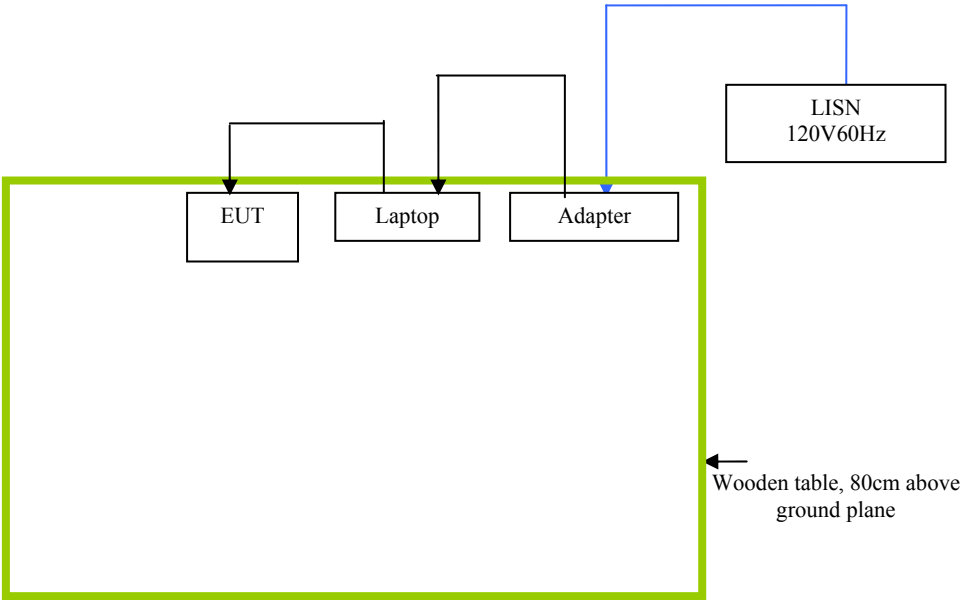 LISN
120V60Hz
EUT
Laptop
Adapter
Wooden table, 80cm above
ground plane